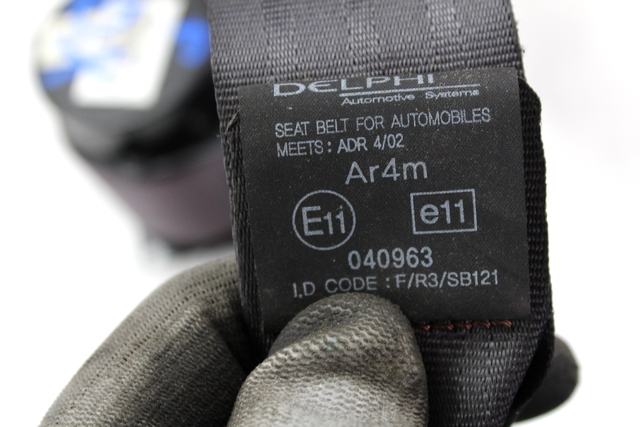 DELPHI
Automotive Systems
SEAT BELT FOR AUTOMOBILES
MEETS: ADR 4/02
Ar4m
E11 e11
040963
I.D CODE : F/R3/SB121